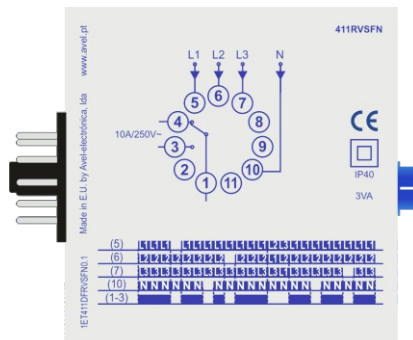 411RVSFN
www.avel.pt
Made in E.U. by Avel-electrónica, lda
1ET411DFRVSFN0.1
L1 L2 L3 N
5 6 7
4 8
10A/250V~
3 9
2 10
1 11
CE
IP40
3VA
(5)
(6)
(7)
(10)
(1-3)